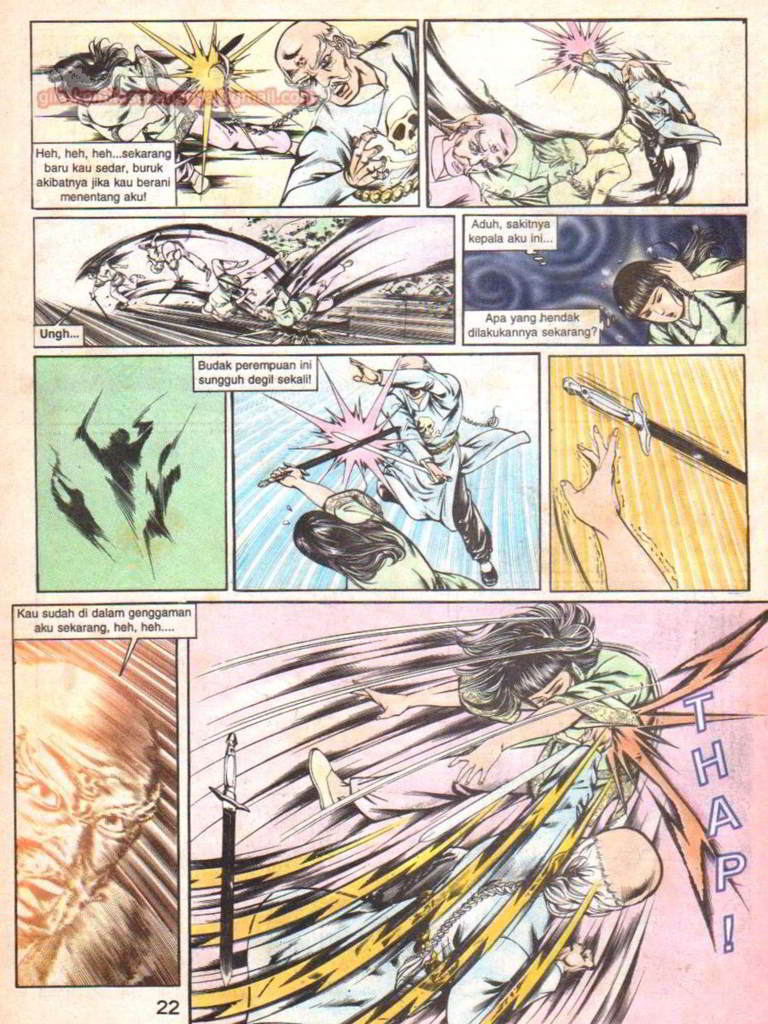 Heh, heh, heh...sekarang
baru kau sedar, buruk
akibatnya jika kau berani
menentang aku!
Ungh...
Aduh, sakitnya
kepala aku ini...
Apa yang hendak
dilakukannya sekarang?
Budak perempuan ini
sungguh degil sekali!
Kau sudah di dalam genggaman
aku sekarang, heh, heh....
THAP!
22